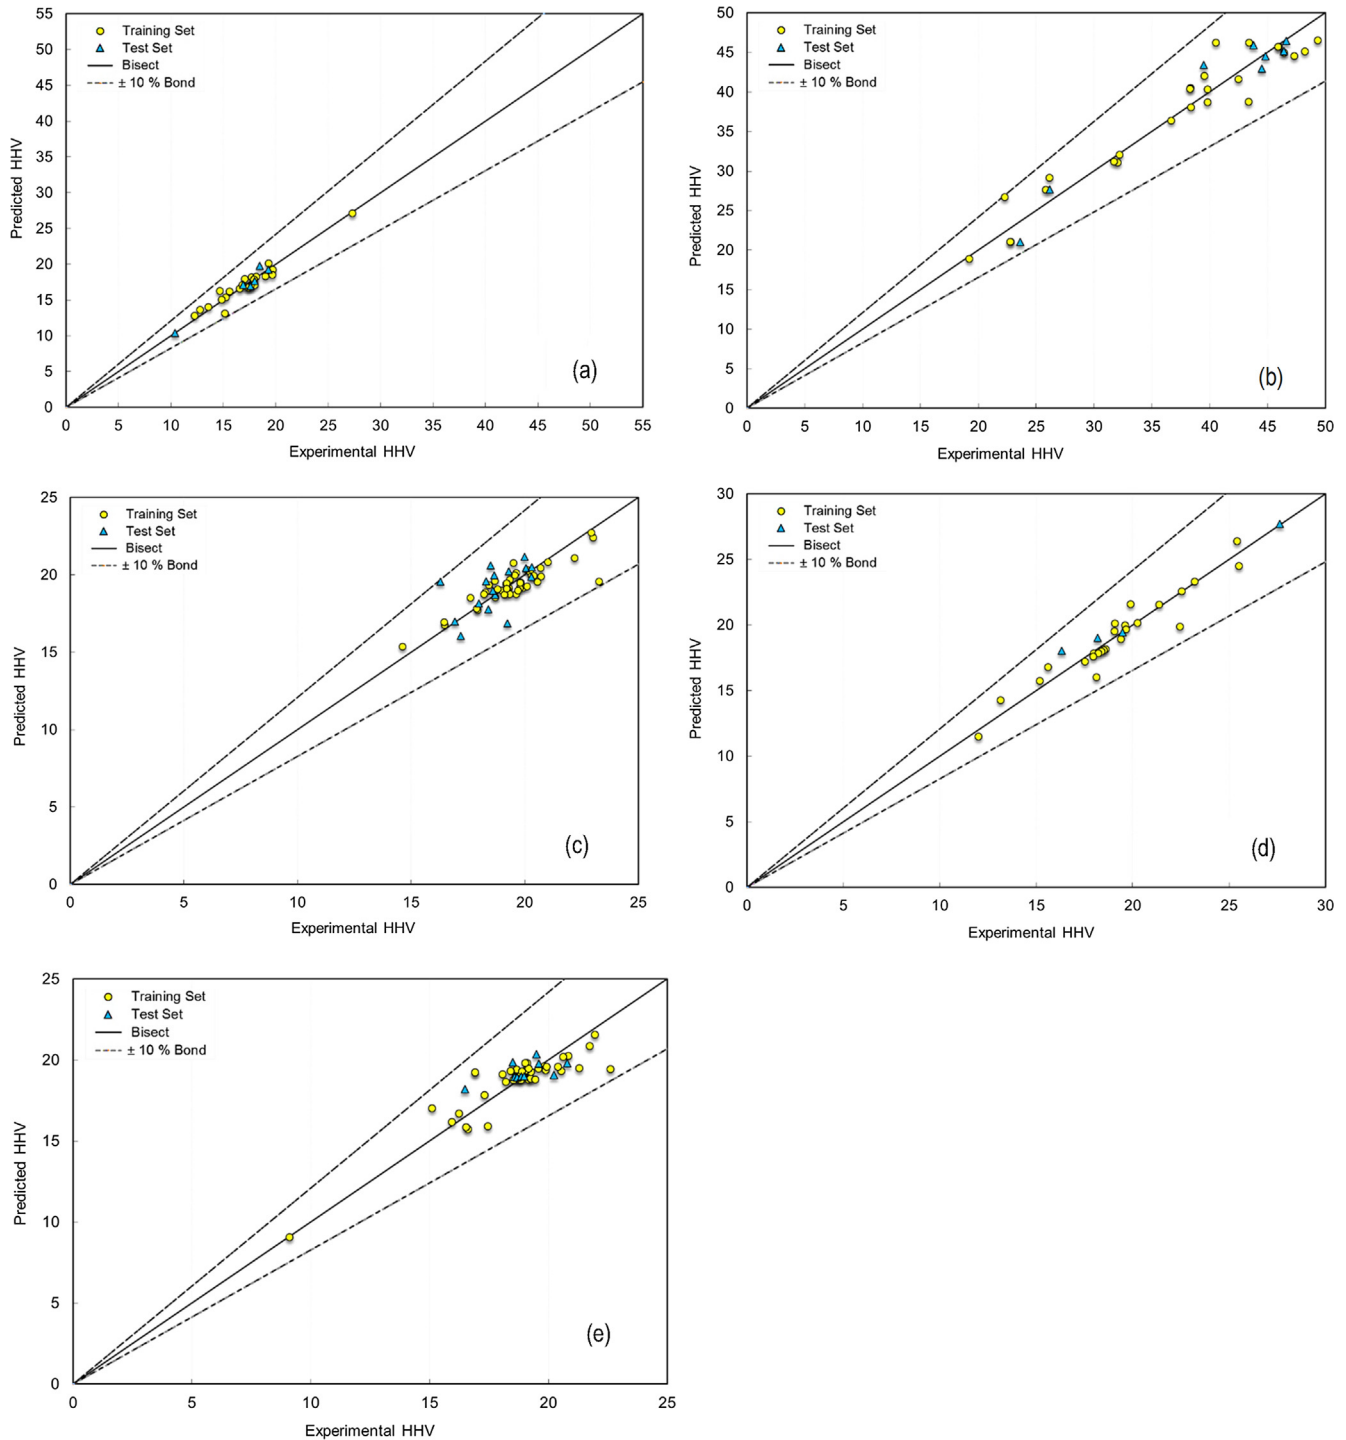 55
50
45
40
35
30
25
20
15
10
5
0
Predicted HHV
Training Set
Test Set
Bisect
± 10 % Bond
(a)
0 5 10 15 20 25 30 35 40 45 50 55
Experimental HHV
50
45
40
35
30
25
20
15
10
5
0
Predicted HHV
Training Set
Test Set
Bisect
± 10 % Bond
(b)
0 5 10 15 20 25 30 35 40 45 50
Experimental HHV
25
20
15
10
5
0
Predicted HHV
Training Set
Test Set
Bisect
± 10 % Bond
(c)
0 5 10 15 20 25
Experimental HHV
30
25
20
15
10
5
0
Predicted HHV
Training Set
Test Set
Bisect
± 10 % Bond
(d)
0 5 10 15 20 25 30
Experimental HHV
25
20
15
10
5
0
Predicted HHV
Training Set
Test Set
Bisect
± 10 % Bond
(e)
0 5 10 15 20 25
Experimental HHV